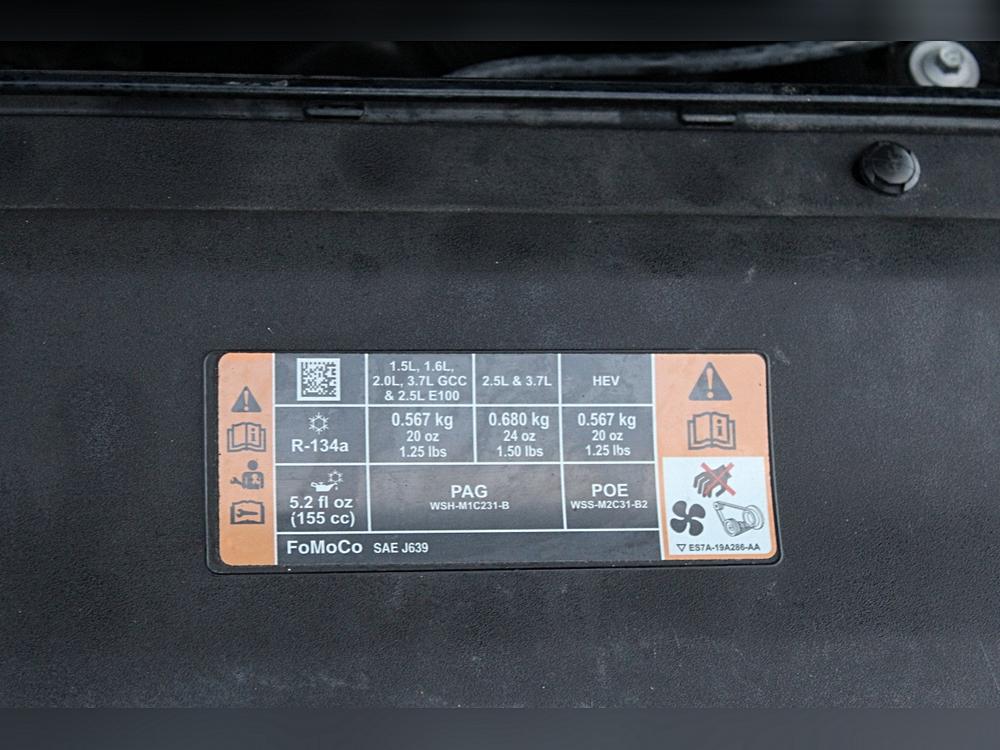 1.5L, 1.6L,
2.0L, 3.7L GCC
& 2.5L E100
2.5L & 3.7L
HEV
R-134a
0.567 kg
20 oz
1.25 lbs
0.680 kg
24 oz
1.50 lbs
0.567 kg
20 oz
1.25 lbs
5.2 fl oz
(155 cc)
PAG
WSH-M1C231-B
POE
WSS-M2C31-B2
FoMoCo SAE J639
ES7A-19A286-AA